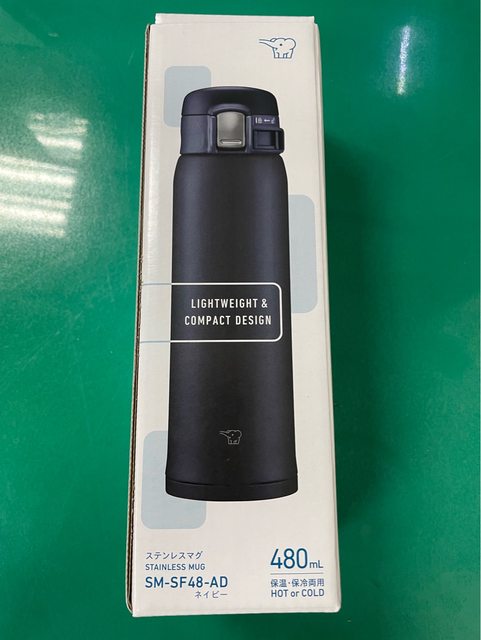 LIGHTWEIGHT &
COMPACT DESIGN
ステンレスマグ
STAINLESS MUG
SM-SF48-AD
ネイビー
480mL
保温・保冷両用
HOT or COLD